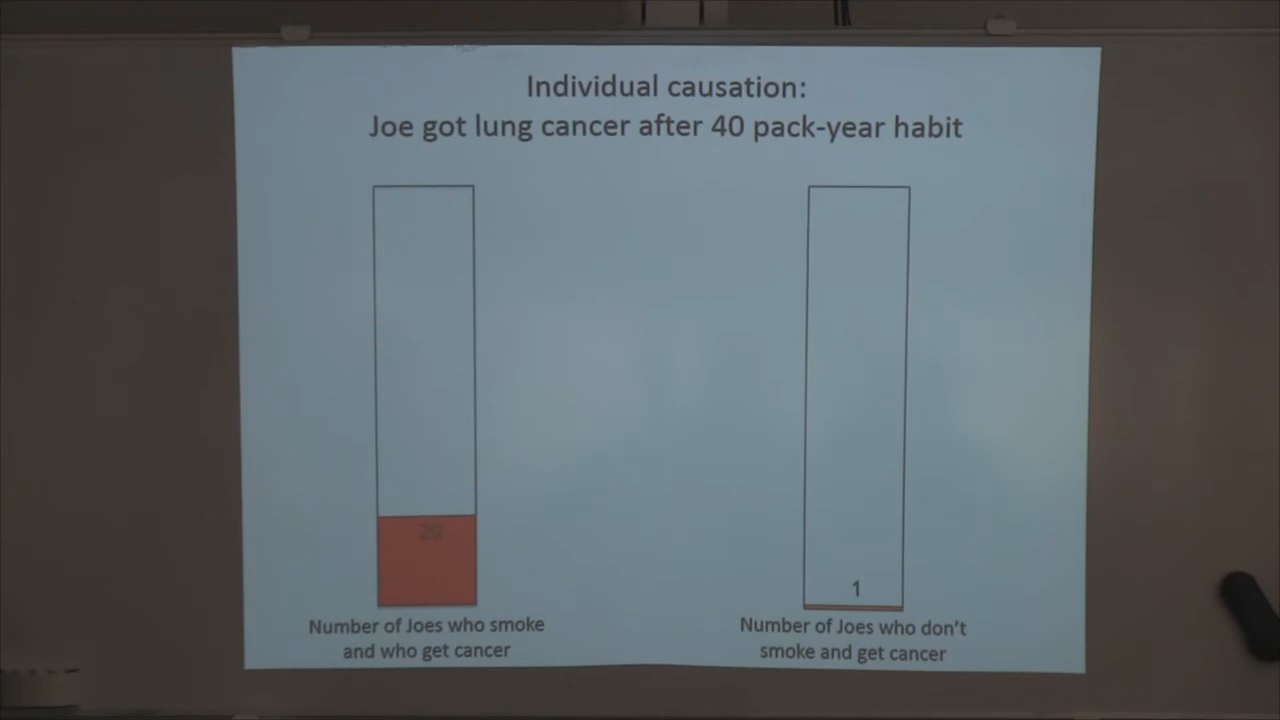 Individual causation:
Joe got lung cancer after 40 pack-year habit
20
1
Number of Joes who smoke
and who get cancer
Number of Joes who don't
smoke and get cancer